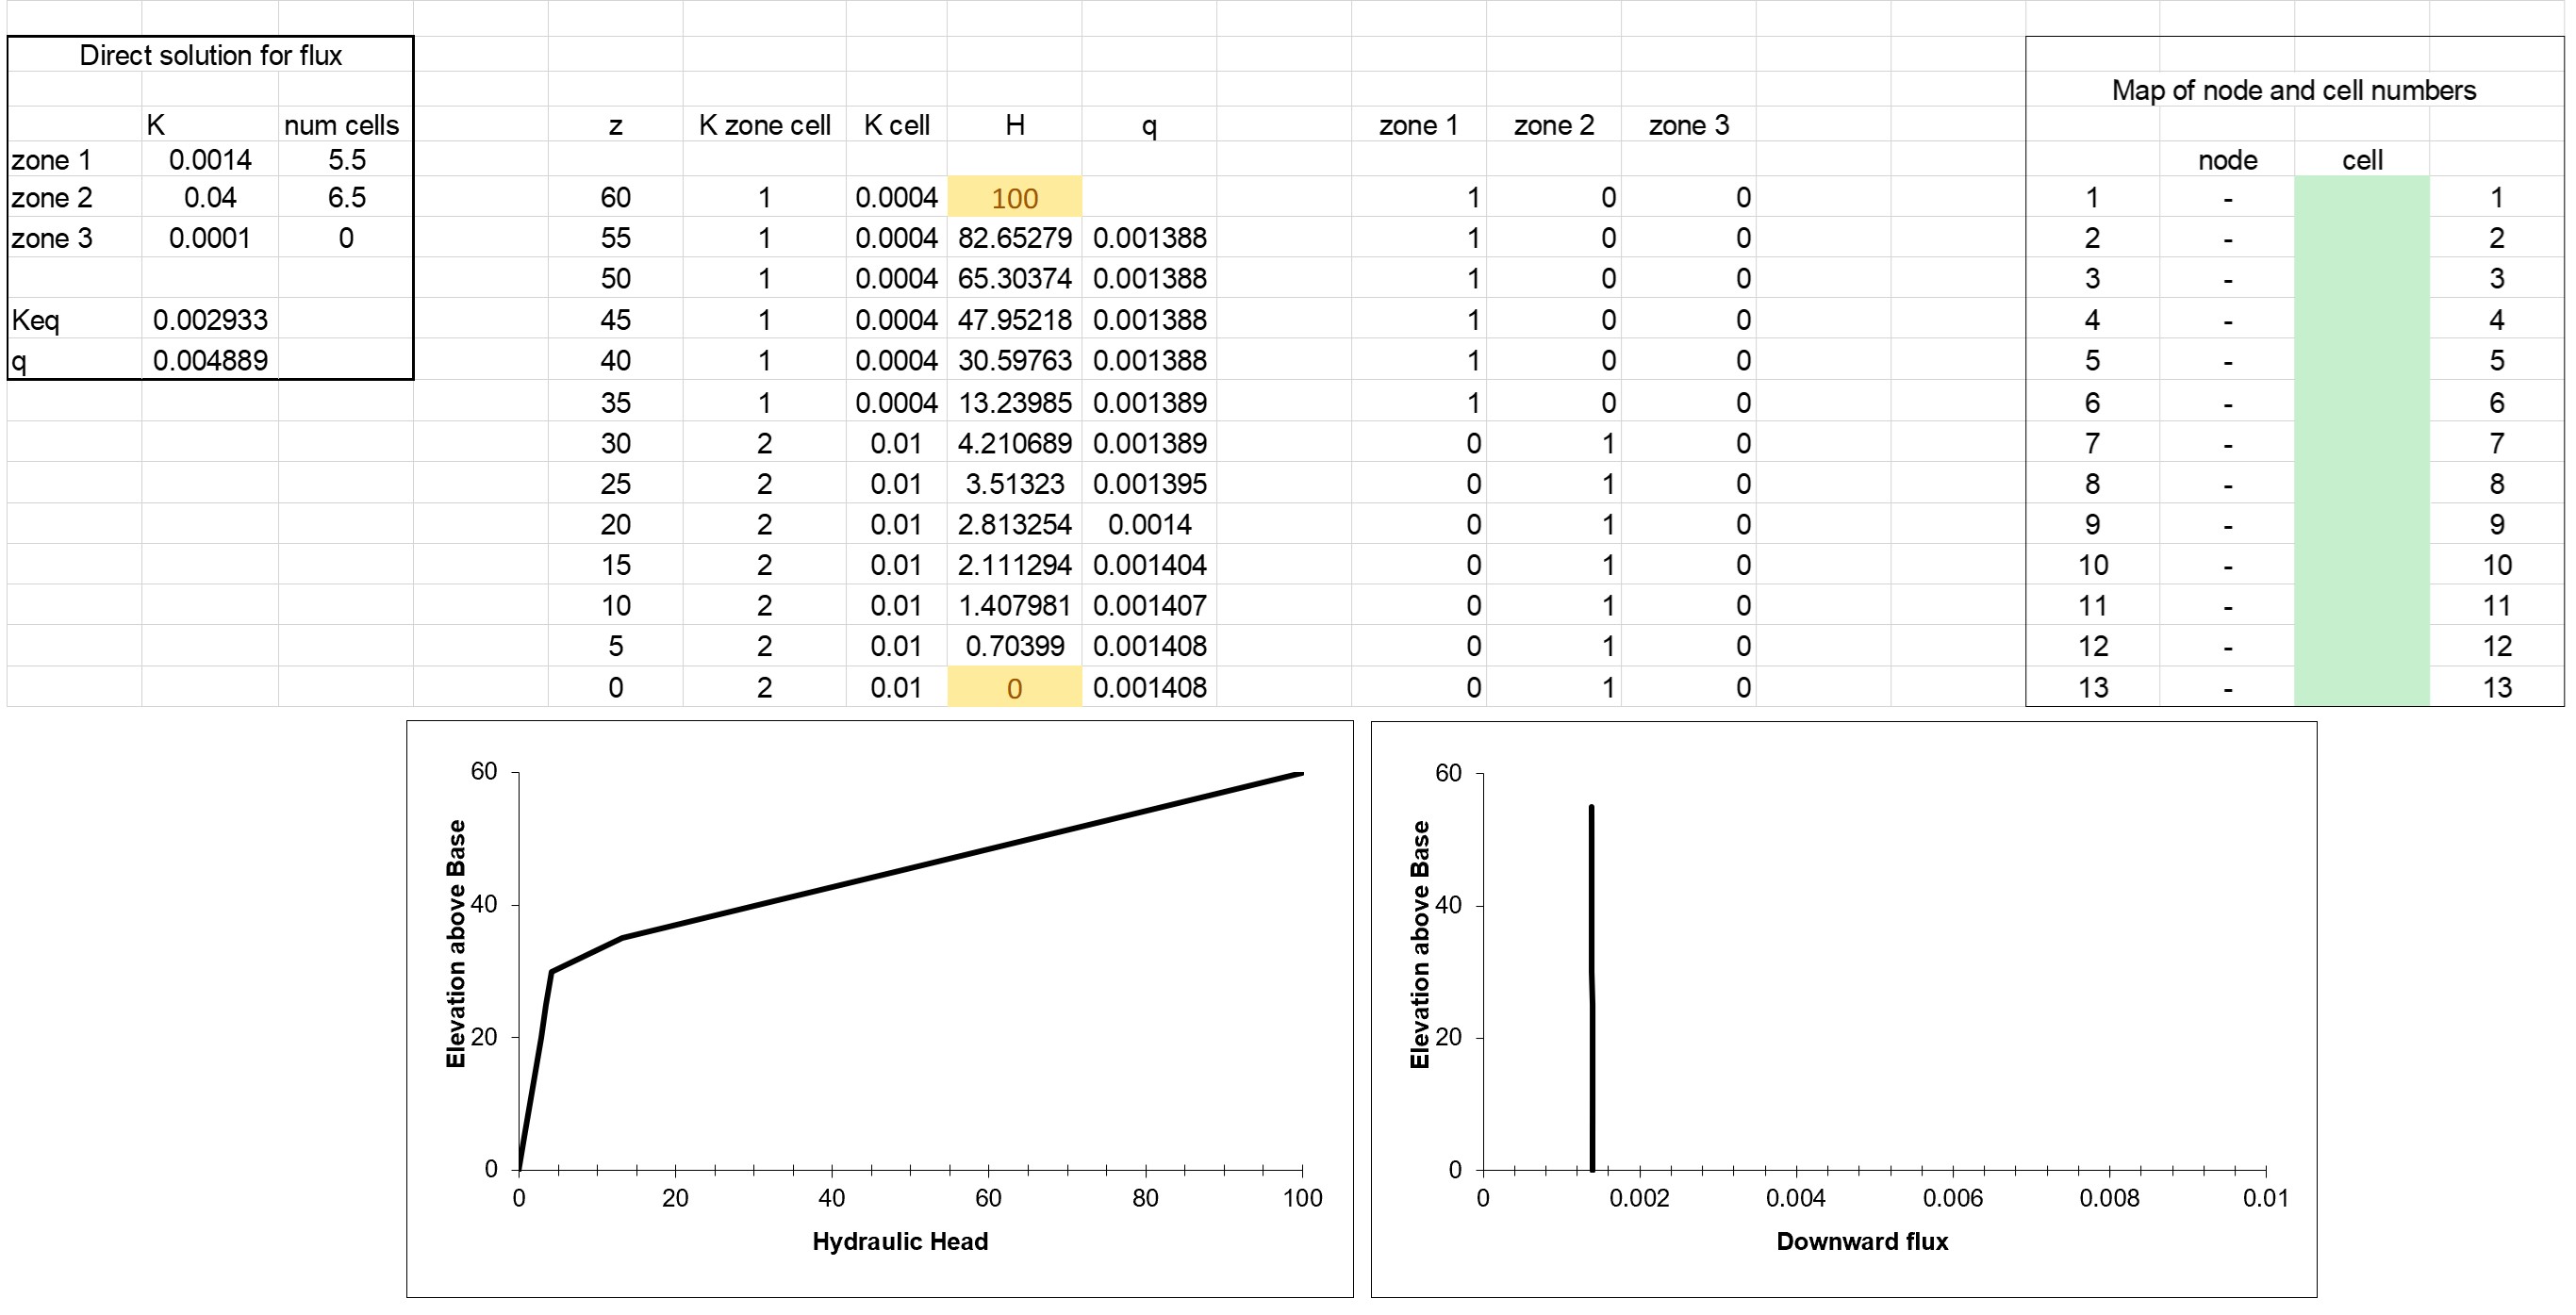 Direct solution for flux
Map of node and cell numbers
K num cells z K zone cell K cell H q zone 1 zone 2 zone 3
zone 1 0.0014 5.5 node cell
zone 2 0.04 6.5 60 1 0.0004 100 1 0 0 1 - 1
zone 3 0.0001 0 55 1 0.0004 82.65279 0.001388 1 0 0 2 - 2
50 1 0.0004 65.30374 0.001388 1 0 0 3 - 3
Keq 0.002933 45 1 0.0004 47.95218 0.001388 1 0 0 4 - 4
q 0.004889 40 1 0.0004 30.59763 0.001388 1 0 0 5 - 5
35 1 0.0004 13.23985 0.001389 1 0 0 6 - 6
30 2 0.01 4.210689 0.001389 0 1 0 7 - 7
25 2 0.01 3.51323 0.001395 0 1 0 8 - 8
20 2 0.01 2.813254 0.0014 0 1 0 9 - 9
15 2 0.01 2.111294 0.001404 0 1 0 10 - 10
10 2 0.01 1.407981 0.001407 0 1 0 11 - 11
5 2 0.01 0.70399 0.001408 0 1 0 12 - 12
0 2 0.01 0 0.001408 0 1 0 13 - 13
60
40
20
0
Elevation above Base
0 20 40 60 80 100
Hydraulic Head
60
40
20
0
Elevation above Base
0 0.002 0.004 0.006 0.008 0.01
Downward flux